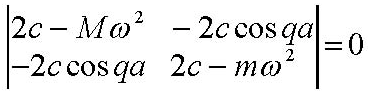 |2c − Mω² −2c cos qa|
|−2c cos qa 2c − mω²| = 0